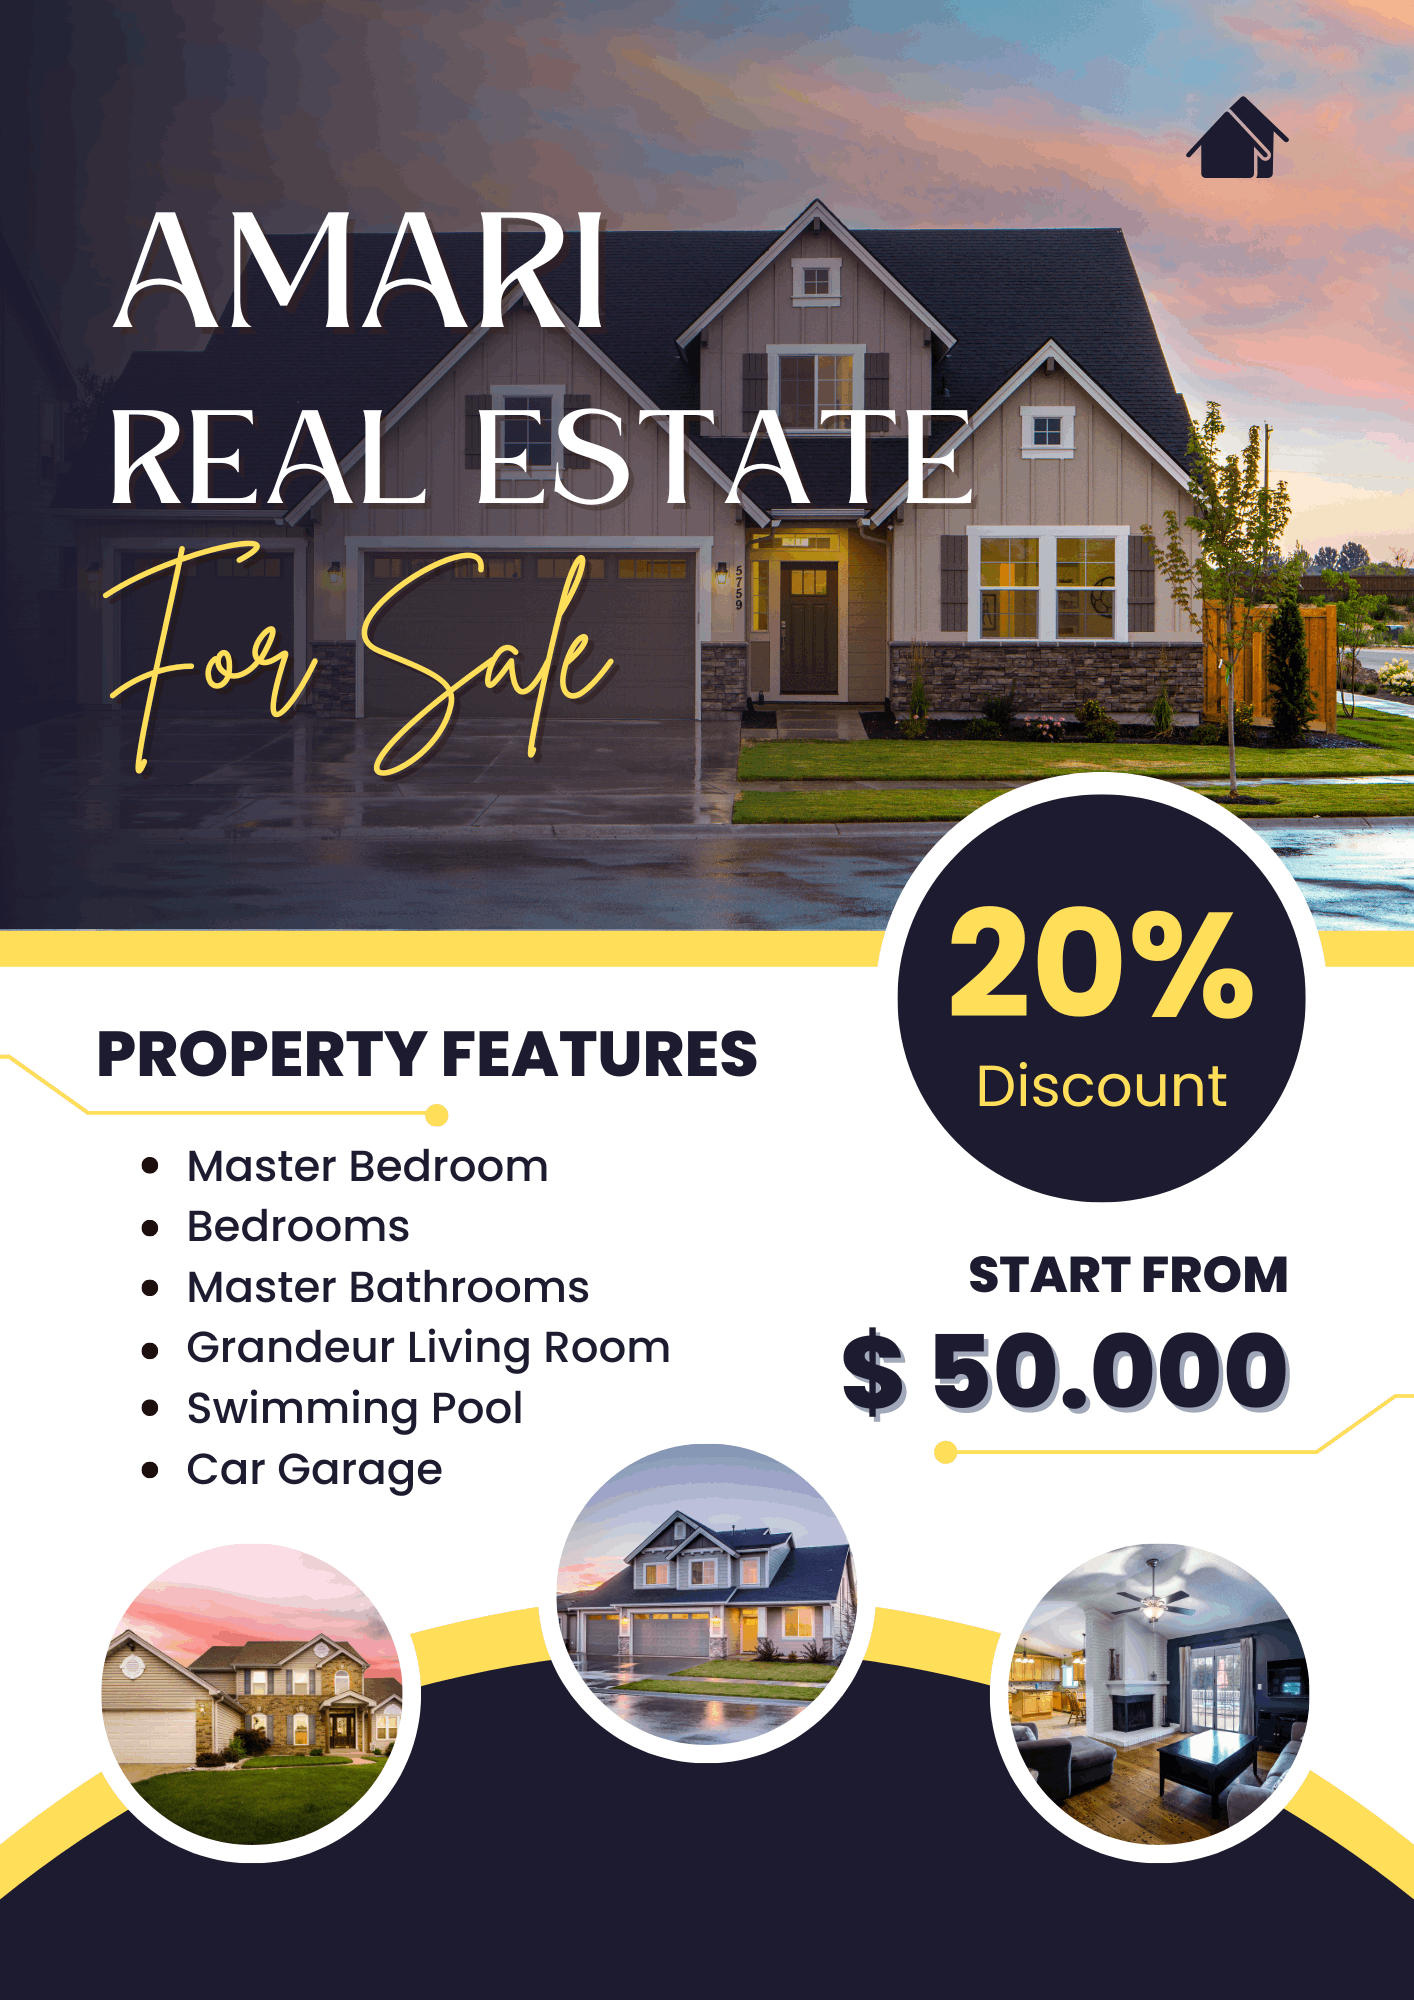 AMARI
REAL ESTATE
For Sale
5759
20%
Discount
PROPERTY FEATURES
Master Bedroom
Bedrooms
Master Bathrooms
Grandeur Living Room
Swimming Pool
Car Garage
START FROM
$ 50.000